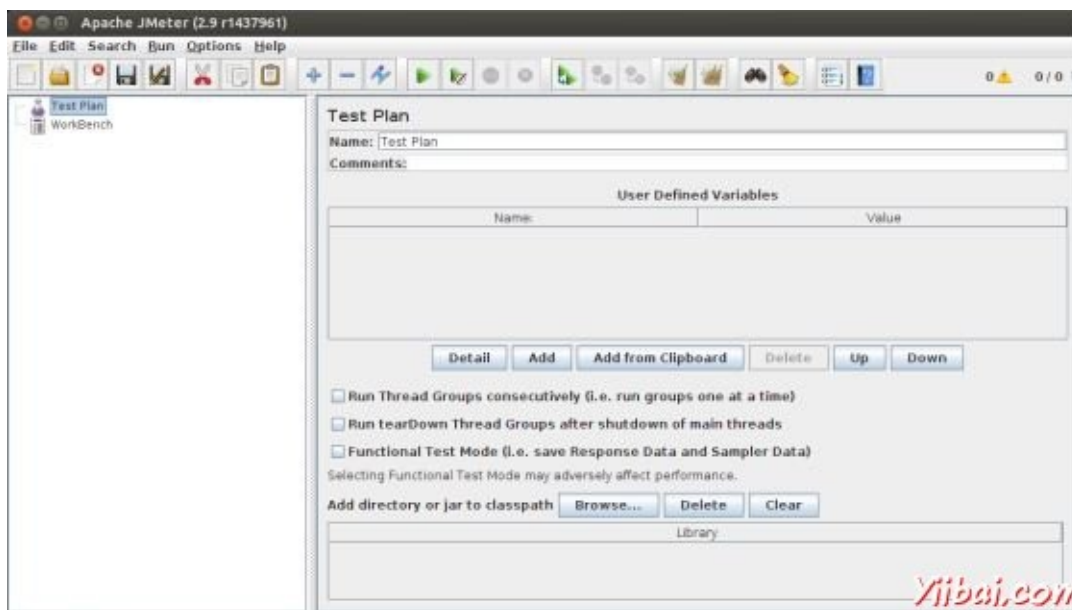 Apache JMeter (2.9 r1437961)
File Edit Search Run Options Help
0 0 / 0
Test Plan
WorkBench
Test Plan
Name: Test Plan
Comments:
User Defined Variables
Name: Value
Detail Add Add from Clipboard Delete Up Down
Run Thread Groups consecutively (i.e. run groups one at a time)
Run tearDown Thread Groups after shutdown of main threads
Functional Test Mode (i.e. save Response Data and Sampler Data)
Selecting Functional Test Mode may adversely affect performance.
Add directory or jar to classpath Browse... Delete Clear
Library
Yiibai.com